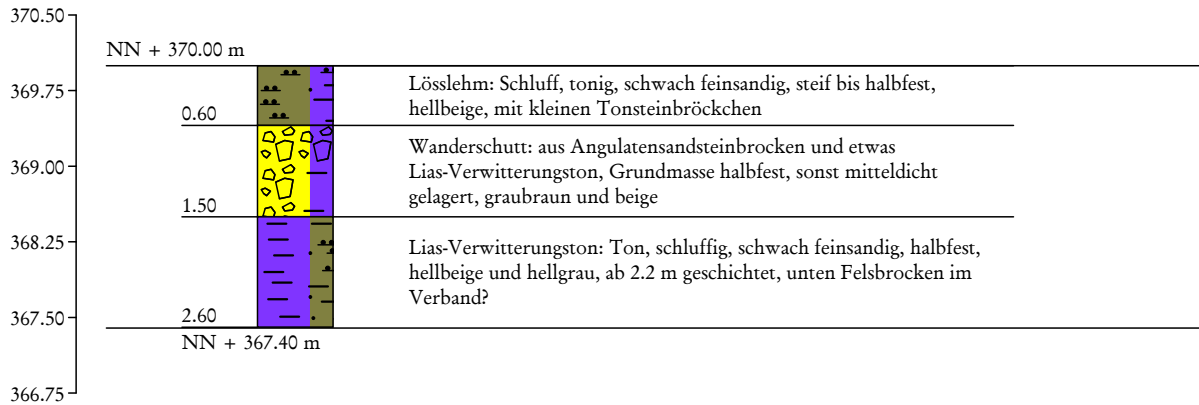 370.50
NN + 370.00 m
369.75
0.60
Lösslehm: Schluff, tonig, schwach feinsandig, steif bis halbfest,
hellbeige, mit kleinen Tonsteinbröckchen
369.00
1.50
Wanderschutt: aus Angulatensandsteinbrocken und etwas
Lias-Verwitterungston, Grundmasse halbfest, sonst mitteldicht
gelagert, graubraun und beige
368.25
Lias-Verwitterungston: Ton, schluffig, schwach feinsandig, halbfest,
hellbeige und hellgrau, ab 2.2 m geschichtet, unten Felsbrocken im
Verband?
367.50
2.60
NN + 367.40 m
366.75